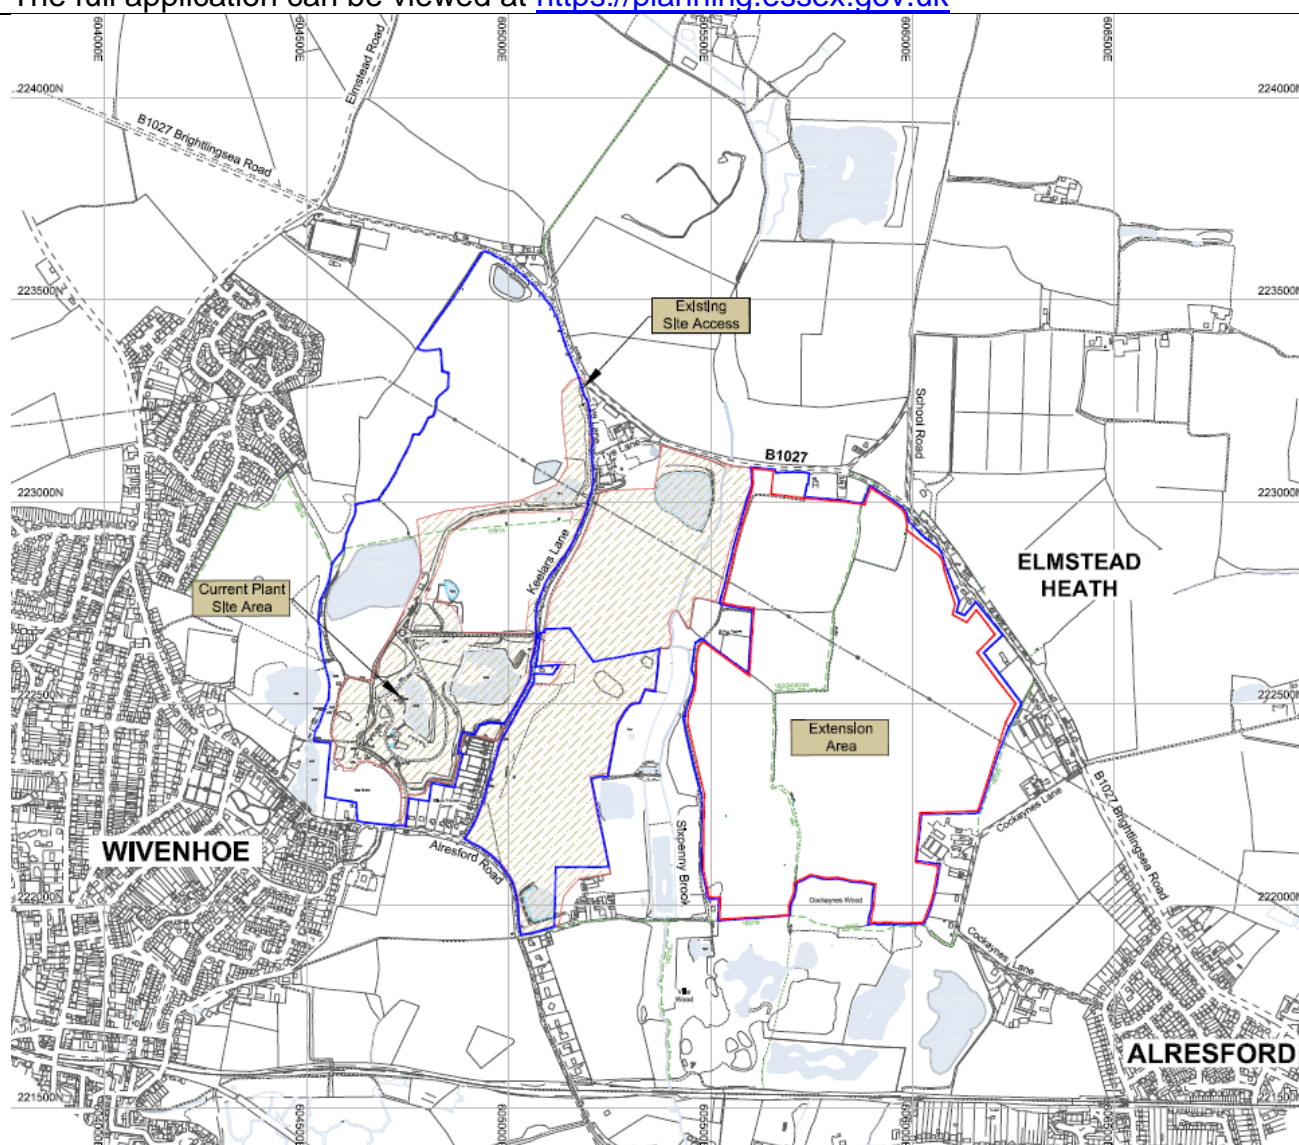 The full application can be viewed at https://planning.essex.gov.uk
604000E
604500E
605000E
605500E
606000E
606500E
224000N
224000N
Elmstead Road
B1027 Brightlingsea Road
223500N
223500N
Existing
Site Access
School Road
B1027
Keelars Lane
223000N
223000N
ELMSTEAD
HEATH
Current Plant
Site Area
222500N
222500N
Extension
Area
Cockaynes Lane
B1027 Brightlingsea Road
WIVENHOE
Alresford Road
Sixpenny Brook
222000N
222000N
Cockaynes Wood
Cockaynes Lane
Villa
Wood
ALRESFORD
221500N
221500N